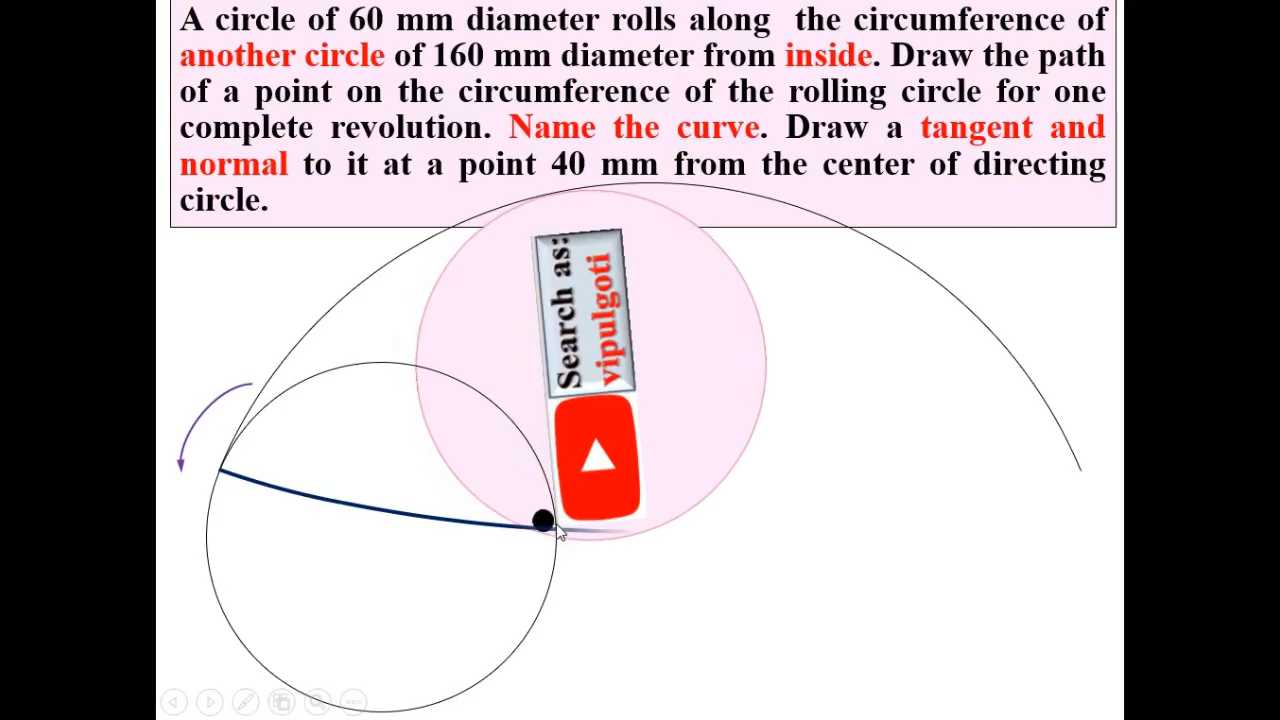 A circle of 60 mm diameter rolls along the circumference of
another circle of 160 mm diameter from inside. Draw the path
of a point on the circumference of the rolling circle for one
complete revolution. Name the curve. Draw a tangent and
normal to it at a point 40 mm from the center of directing
circle.
Search as:
vipulgoti